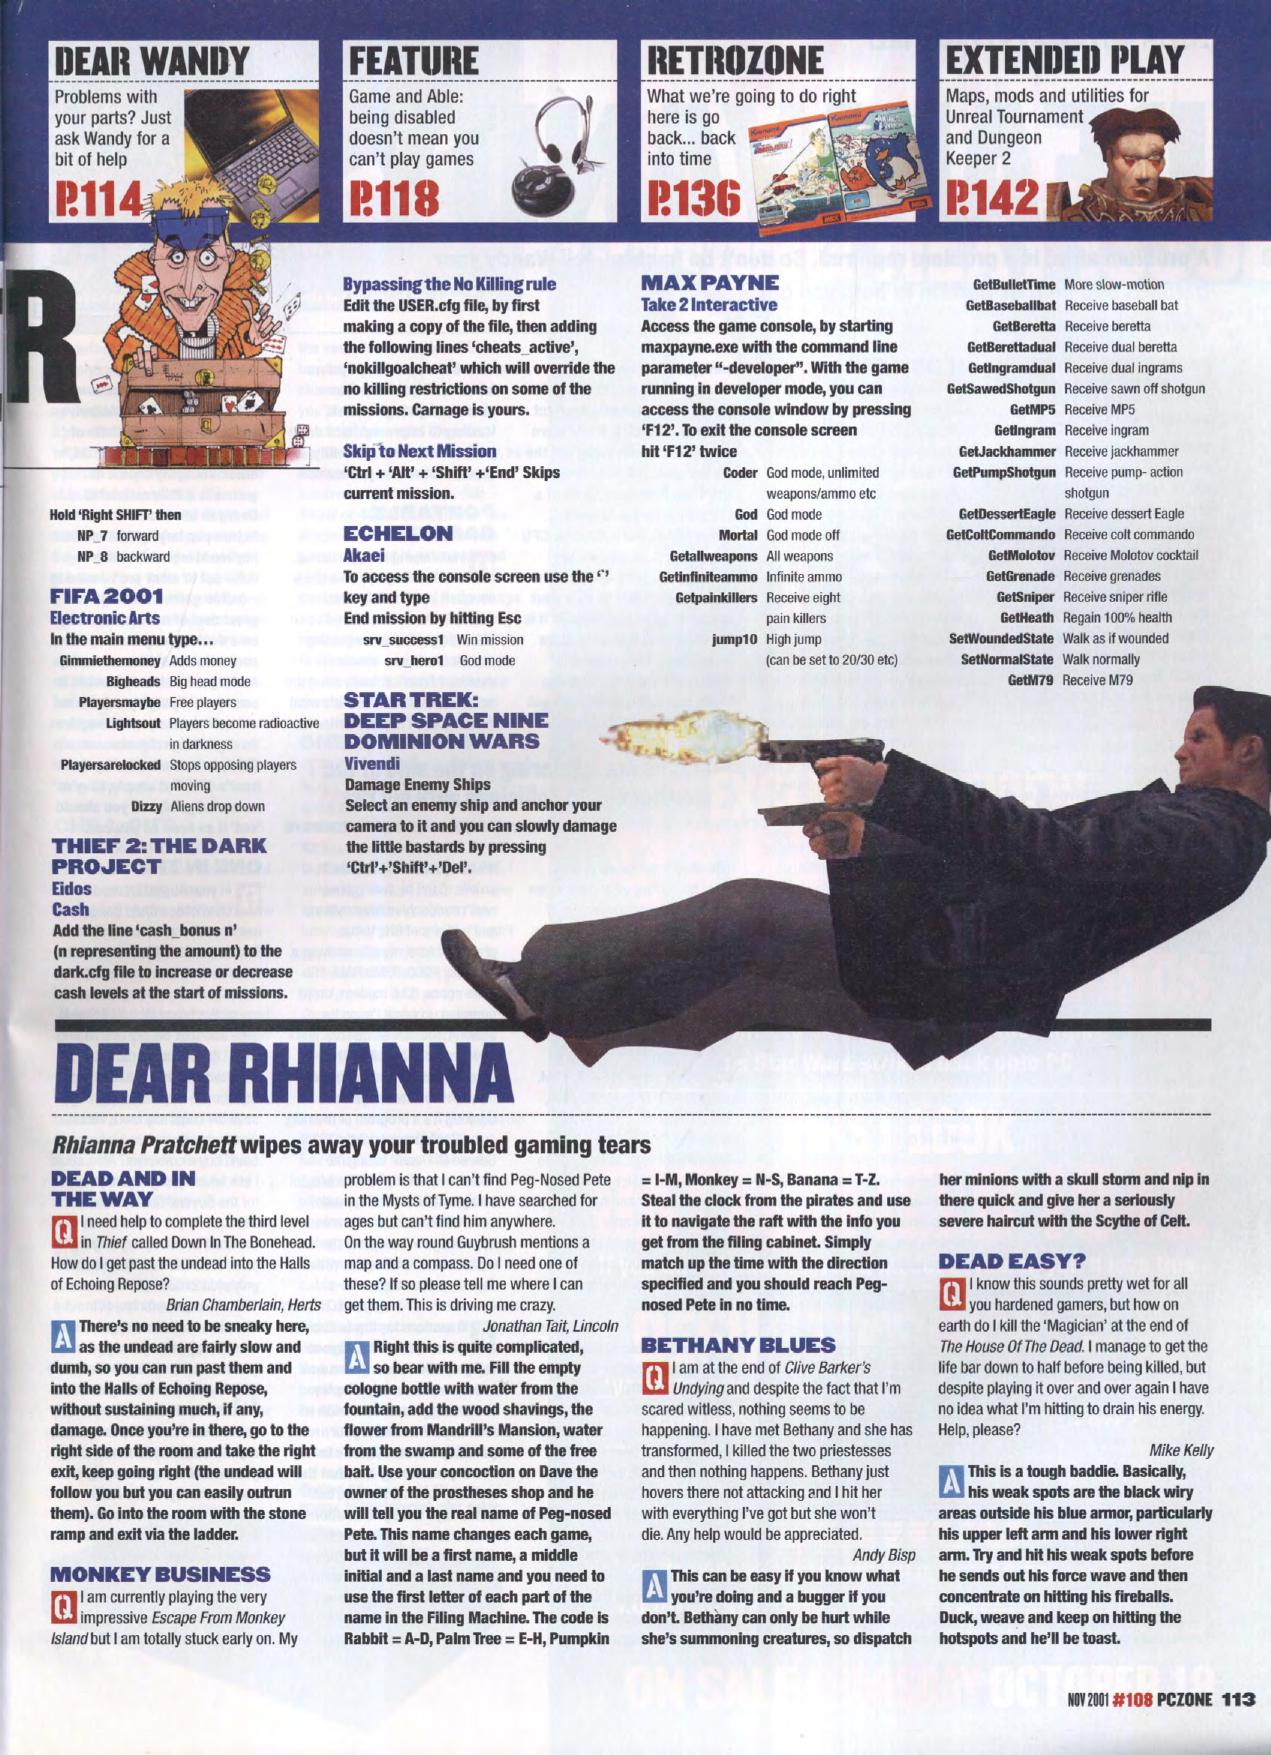 DEAR WANDY
Problems with
your parts? Just
ask Wandy for a
bit of help
P.114
FEATURE
Game and Able:
being disabled
doesn't mean you
can't play games
P.118
RETROZONE
What we're going to do right
here is go
back... back
into time
P.136
EXTENDED PLAY
Maps, mods and utilities for
Unreal Tournament
and Dungeon
Keeper 2
P.142
R
Hold 'Right SHIFT' then
NP_7 forward
NP_8 backward
FIFA 2001
Electronic Arts
In the main menu type...
Gimmiethemoney Adds money
Bigheads Big head mode
Playersmaybe Free players
Lightsout Players become radioactive
in darkness
Playersarelocked Stops opposing players
moving
Dizzy Aliens drop down
THIEF 2: THE DARK
PROJECT
Eidos
Cash
Add the line 'cash_bonus n'
(n representing the amount) to the
dark.cfg file to increase or decrease
cash levels at the start of missions.
Bypassing the No Killing rule
Edit the USER.cfg file, by first
making a copy of the file, then adding
the following lines 'cheats_active',
'nokillgoalcheat' which will override the
no killing restrictions on some of the
missions. Carnage is yours.
Skip to Next Mission
'Ctrl + 'Alt' + 'Shift' +'End' Skips
current mission.
ECHELON
Akaei
To access the console screen use the '`'
key and type
End mission by hitting Esc
srv_success1 Win mission
srv_hero1 God mode
STAR TREK:
DEEP SPACE NINE
DOMINION WARS
Vivendi
Damage Enemy Ships
Select an enemy ship and anchor your
camera to it and you can slowly damage
the little bastards by pressing
'Ctrl'+'Shift'+'Del'.
MAX PAYNE
Take 2 Interactive
Access the game console, by starting
maxpayne.exe with the command line
parameter "-developer". With the game
running in developer mode, you can
access the console window by pressing
'F12'. To exit the console screen
hit 'F12' twice
Coder God mode, unlimited
weapons/ammo etc
God God mode
Mortal God mode off
Getallweapons All weapons
Getinfiniteammo Infinite ammo
Getpainkillers Receive eight
pain killers
jump10 High jump
(can be set to 20/30 etc)
GetBulletTime More slow-motion
GetBaseballbat Receive baseball bat
GetBeretta Receive beretta
GetBerettadual Receive dual beretta
GetIngramdual Receive dual ingrams
GetSawedShotgun Receive sawn off shotgun
GetMP5 Receive MP5
GetIngram Receive ingram
GetJackhammer Receive jackhammer
GetPumpShotgun Receive pump- action
shotgun
GetDessertEagle Receive dessert Eagle
GetColtCommando Receive colt commando
GetMolotov Receive Molotov cocktail
GetGrenade Receive grenades
GetSniper Receive sniper rifle
GetHeath Regain 100% health
SetWoundedState Walk as if wounded
SetNormalState Walk normally
GetM79 Receive M79
DEAR RHIANNA
Rhianna Pratchett wipes away your troubled gaming tears
DEAD AND IN
THE WAY
Q I need help to complete the third level
in Thief called Down In The Bonehead.
How do I get past the undead into the Halls
of Echoing Repose?
Brian Chamberlain, Herts
A There's no need to be sneaky here,
as the undead are fairly slow and
dumb, so you can run past them and
into the Halls of Echoing Repose,
without sustaining much, if any,
damage. Once you're in there, go to the
right side of the room and take the right
exit, keep going right (the undead will
follow you but you can easily outrun
them). Go into the room with the stone
ramp and exit via the ladder.
MONKEY BUSINESS
Q I am currently playing the very
impressive Escape From Monkey
Island but I am totally stuck early on. My
problem is that I can't find Peg-Nosed Pete
in the Mysts of Tyme. I have searched for
ages but can't find him anywhere.
On the way round Guybrush mentions a
map and a compass. Do I need one of
these? If so please tell me where I can
get them. This is driving me crazy.
Jonathan Tait, Lincoln
A Right this is quite complicated,
so bear with me. Fill the empty
cologne bottle with water from the
fountain, add the wood shavings, the
flower from Mandrill's Mansion, water
from the swamp and some of the free
bait. Use your concoction on Dave the
owner of the prostheses shop and he
will tell you the real name of Peg-nosed
Pete. This name changes each game,
but it will be a first name, a middle
initial and a last name and you need to
use the first letter of each part of the
name in the Filing Machine. The code is
Rabbit = A-D, Palm Tree = E-H, Pumpkin
= I-M, Monkey = N-S, Banana = T-Z.
Steal the clock from the pirates and use
it to navigate the raft with the info you
get from the filing cabinet. Simply
match up the time with the direction
specified and you should reach Peg-
nosed Pete in no time.
BETHANY BLUES
Q I am at the end of Clive Barker's
Undying and despite the fact that I'm
scared witless, nothing seems to be
happening. I have met Bethany and she has
transformed, I killed the two priestesses
and then nothing happens. Bethany just
hovers there not attacking and I hit her
with everything I've got but she won't
die. Any help would be appreciated.
Andy Bisp
A This can be easy if you know what
you're doing and a bugger if you
don't. Bethany can only be hurt while
she's summoning creatures, so dispatch
her minions with a skull storm and nip in
there quick and give her a seriously
severe haircut with the Scythe of Celt.
DEAD EASY?
Q I know this sounds pretty wet for all
you hardened gamers, but how on
earth do I kill the 'Magician' at the end of
The House Of The Dead. I manage to get the
life bar down to half before being killed, but
despite playing it over and over again I have
no idea what I'm hitting to drain his energy.
Help, please?
Mike Kelly
A This is a tough baddie. Basically,
his weak spots are the black wiry
areas outside his blue armor, particularly
his upper left arm and his lower right
arm. Try and hit his weak spots before
he sends out his force wave and then
concentrate on hitting his fireballs.
Duck, weave and keep on hitting the
hotspots and he'll be toast.
NOV 2001 #108 PCZONE 113